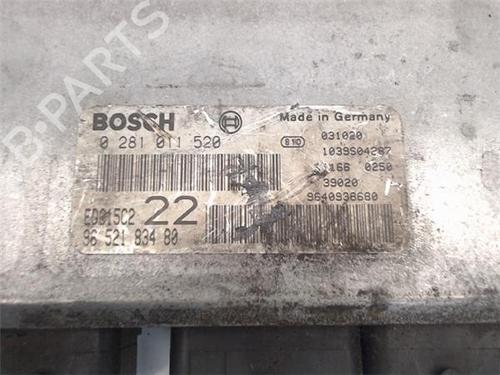 BOSCH
Made in Germany
0 281 011 520
031020
1039S04287
0250
39020
9640938680
EDC15C2 22
96 521 834 80
PARTS